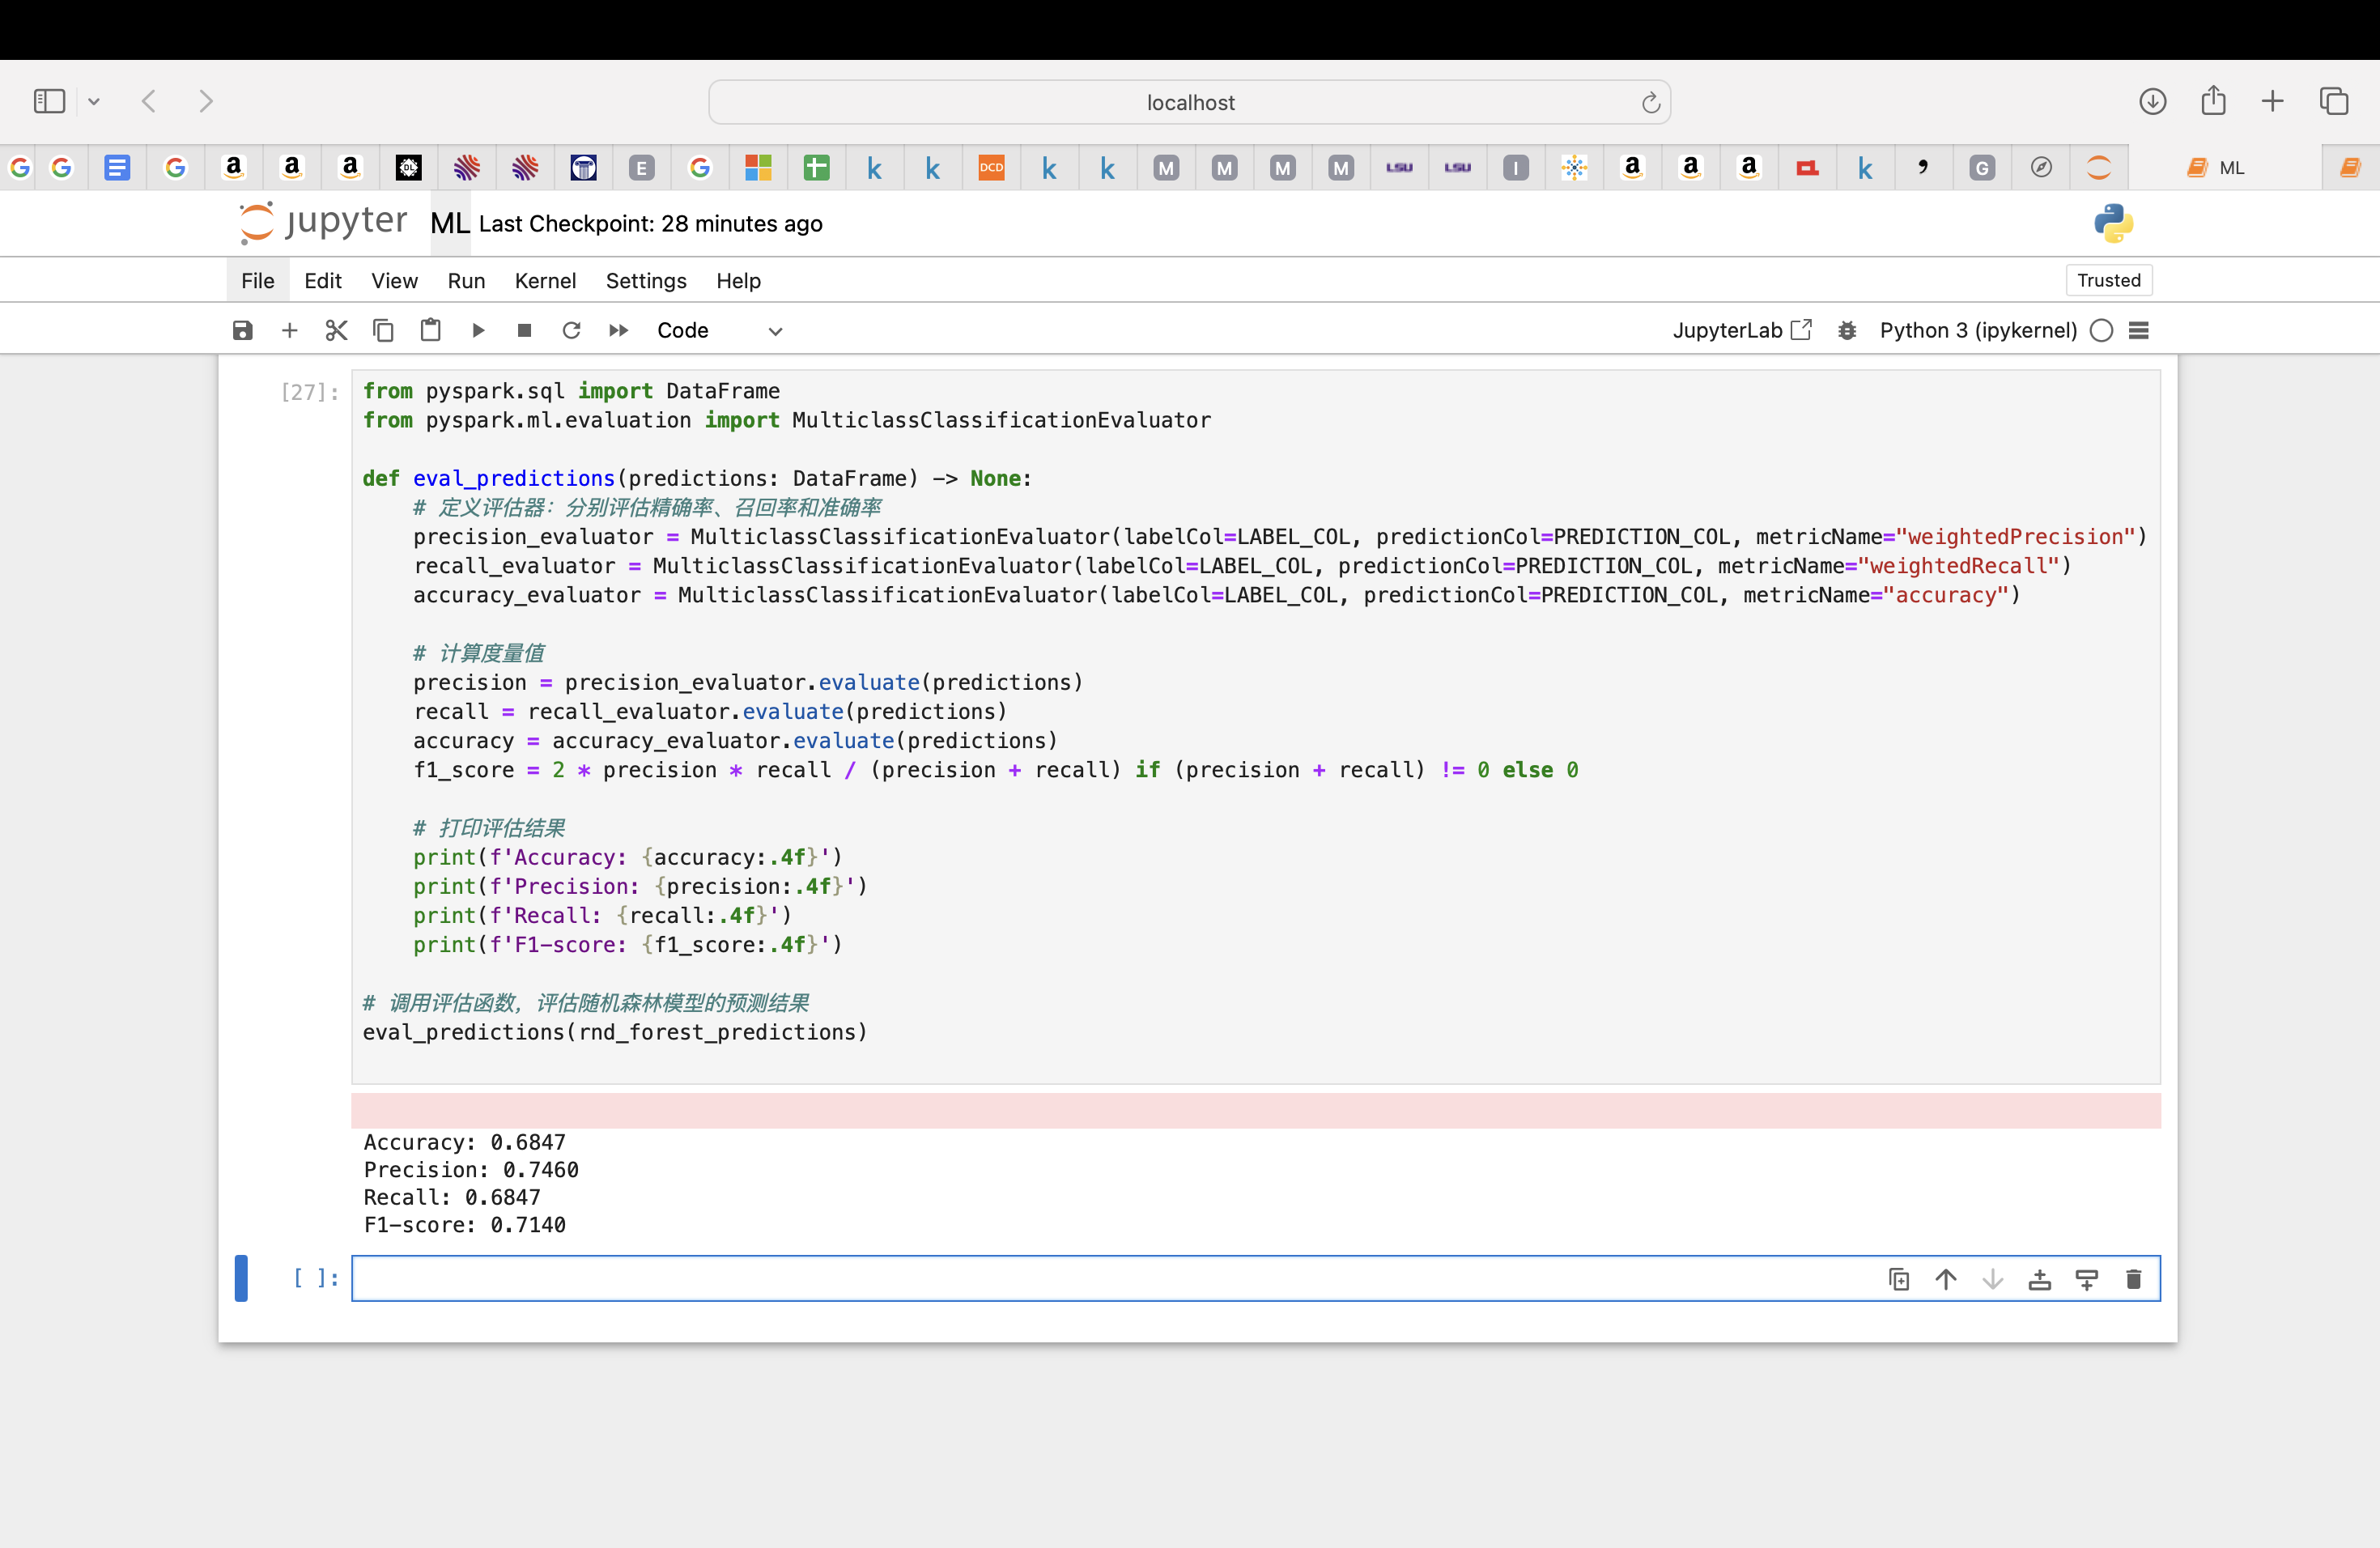 localhost
G G G a a a E G k k DCD k k M M M M LSU LSU I a a a k , G ML
jupyter ML Last Checkpoint: 28 minutes ago
File Edit View Run Kernel Settings Help
Trusted
Code
JupyterLab Python 3 (ipykernel)
[27]: from pyspark.sql import DataFrame
from pyspark.ml.evaluation import MulticlassClassificationEvaluator
def eval_predictions(predictions: DataFrame) -> None:
# 定义评估器：分别评估精确率、召回率和准确率
precision_evaluator = MulticlassClassificationEvaluator(labelCol=LABEL_COL, predictionCol=PREDICTION_COL, metricName="weightedPrecision")
recall_evaluator = MulticlassClassificationEvaluator(labelCol=LABEL_COL, predictionCol=PREDICTION_COL, metricName="weightedRecall")
accuracy_evaluator = MulticlassClassificationEvaluator(labelCol=LABEL_COL, predictionCol=PREDICTION_COL, metricName="accuracy")
# 计算度量值
precision = precision_evaluator.evaluate(predictions)
recall = recall_evaluator.evaluate(predictions)
accuracy = accuracy_evaluator.evaluate(predictions)
f1_score = 2 * precision * recall / (precision + recall) if (precision + recall) != 0 else 0
# 打印评估结果
print(f'Accuracy: {accuracy:.4f}')
print(f'Precision: {precision:.4f}')
print(f'Recall: {recall:.4f}')
print(f'F1-score: {f1_score:.4f}')
# 调用评估函数，评估随机森林模型的预测结果
eval_predictions(rnd_forest_predictions)
Accuracy: 0.6847
Precision: 0.7460
Recall: 0.6847
F1-score: 0.7140
[ ]: